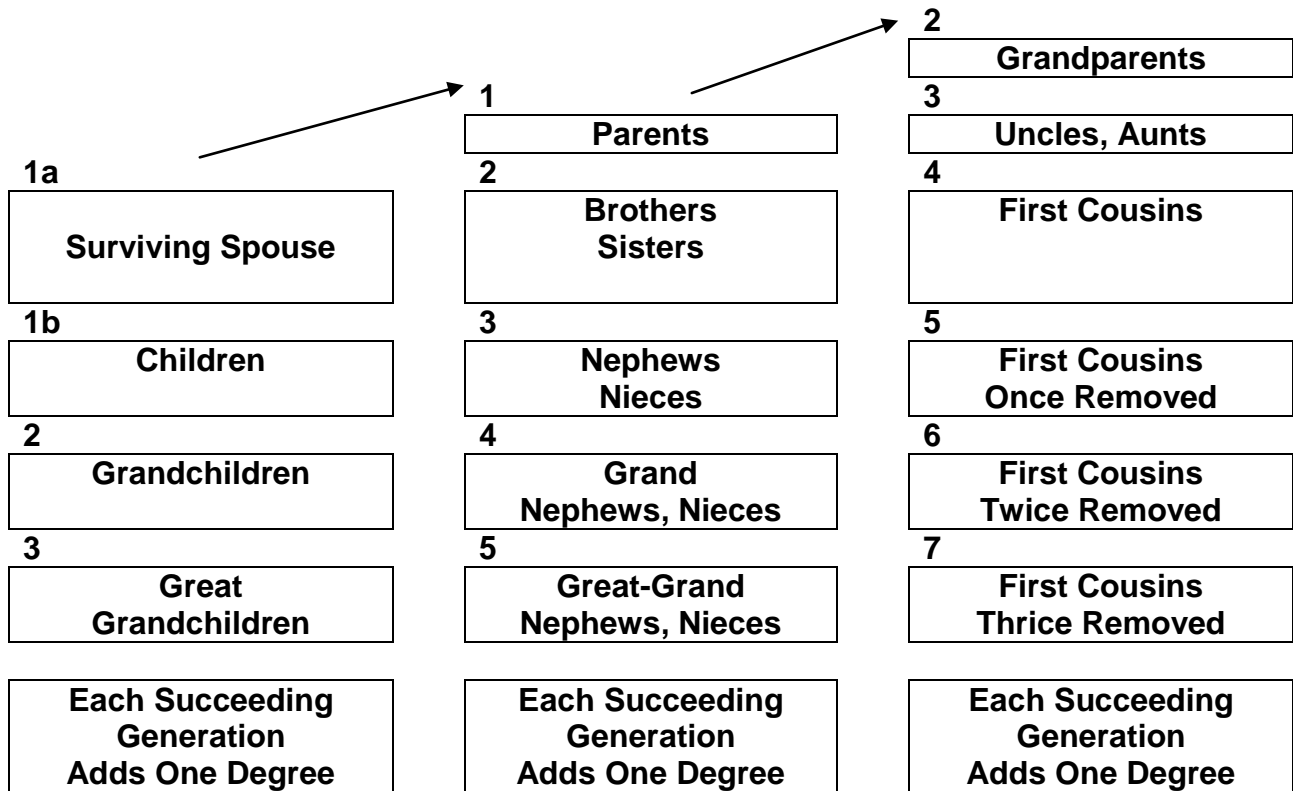 2
Grandparents
1
3
Parents
Uncles, Aunts
1a
2
4
Surviving Spouse
Brothers
Sisters
First Cousins
1b
3
5
Children
Nephews
Nieces
First Cousins
Once Removed
2
4
6
Grandchildren
Grand
Nephews, Nieces
First Cousins
Twice Removed
3
5
7
Great
Grandchildren
Great-Grand
Nephews, Nieces
First Cousins
Thrice Removed
Each Succeeding
Generation
Adds One Degree
Each Succeeding
Generation
Adds One Degree
Each Succeeding
Generation
Adds One Degree